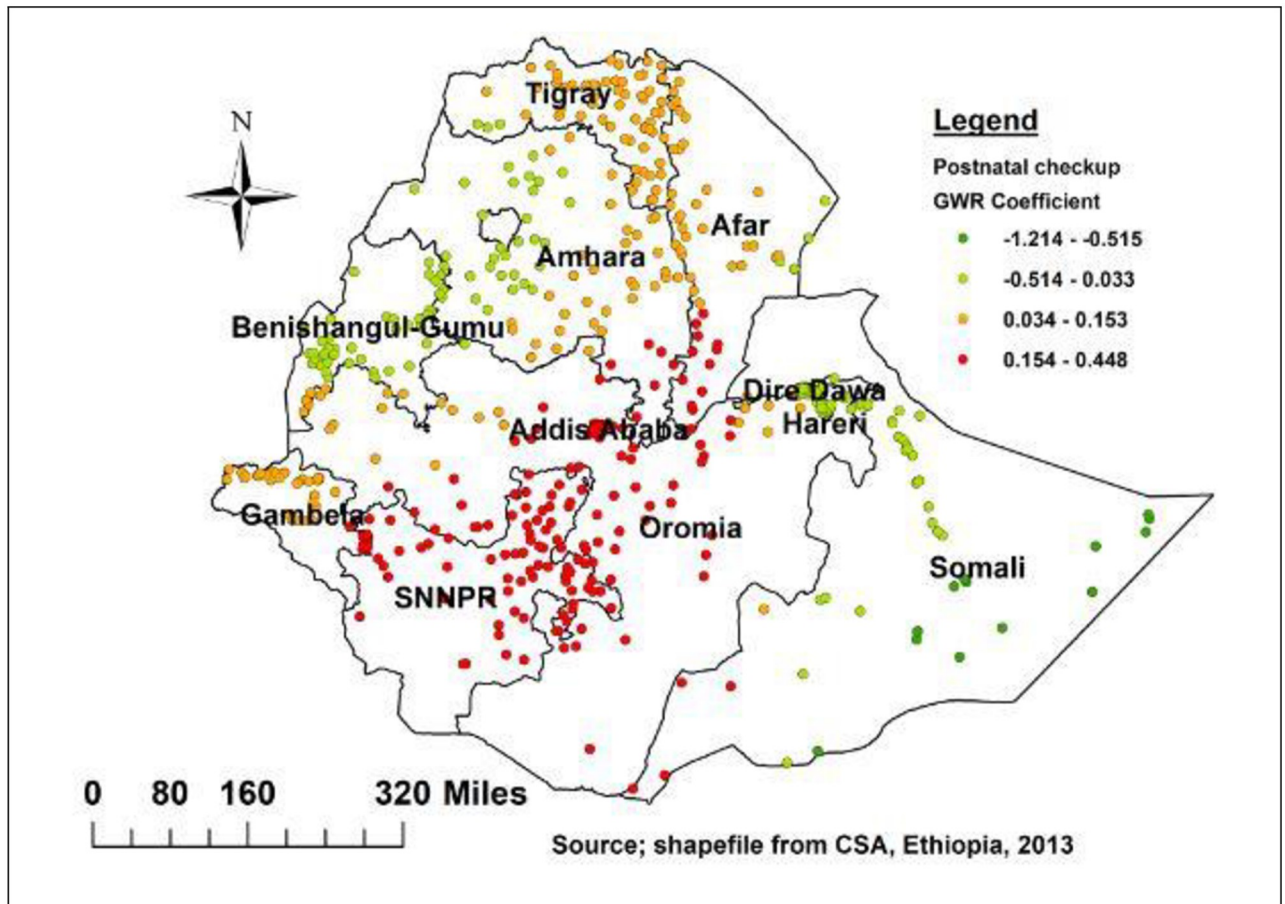 Tigray
N
Legend
Postnatal checkup
GWR Coefficient
-1.214 - -0.515
-0.514 - 0.033
0.034 - 0.153
0.154 - 0.448
Afar
Amhara
Benishangul-Gumu
Dire Dawa
Hareri
Addis Ababa
Gambela
Oromia
Somali
SNNPR
0 80 160 320 Miles
Source; shapefile from CSA, Ethiopia, 2013